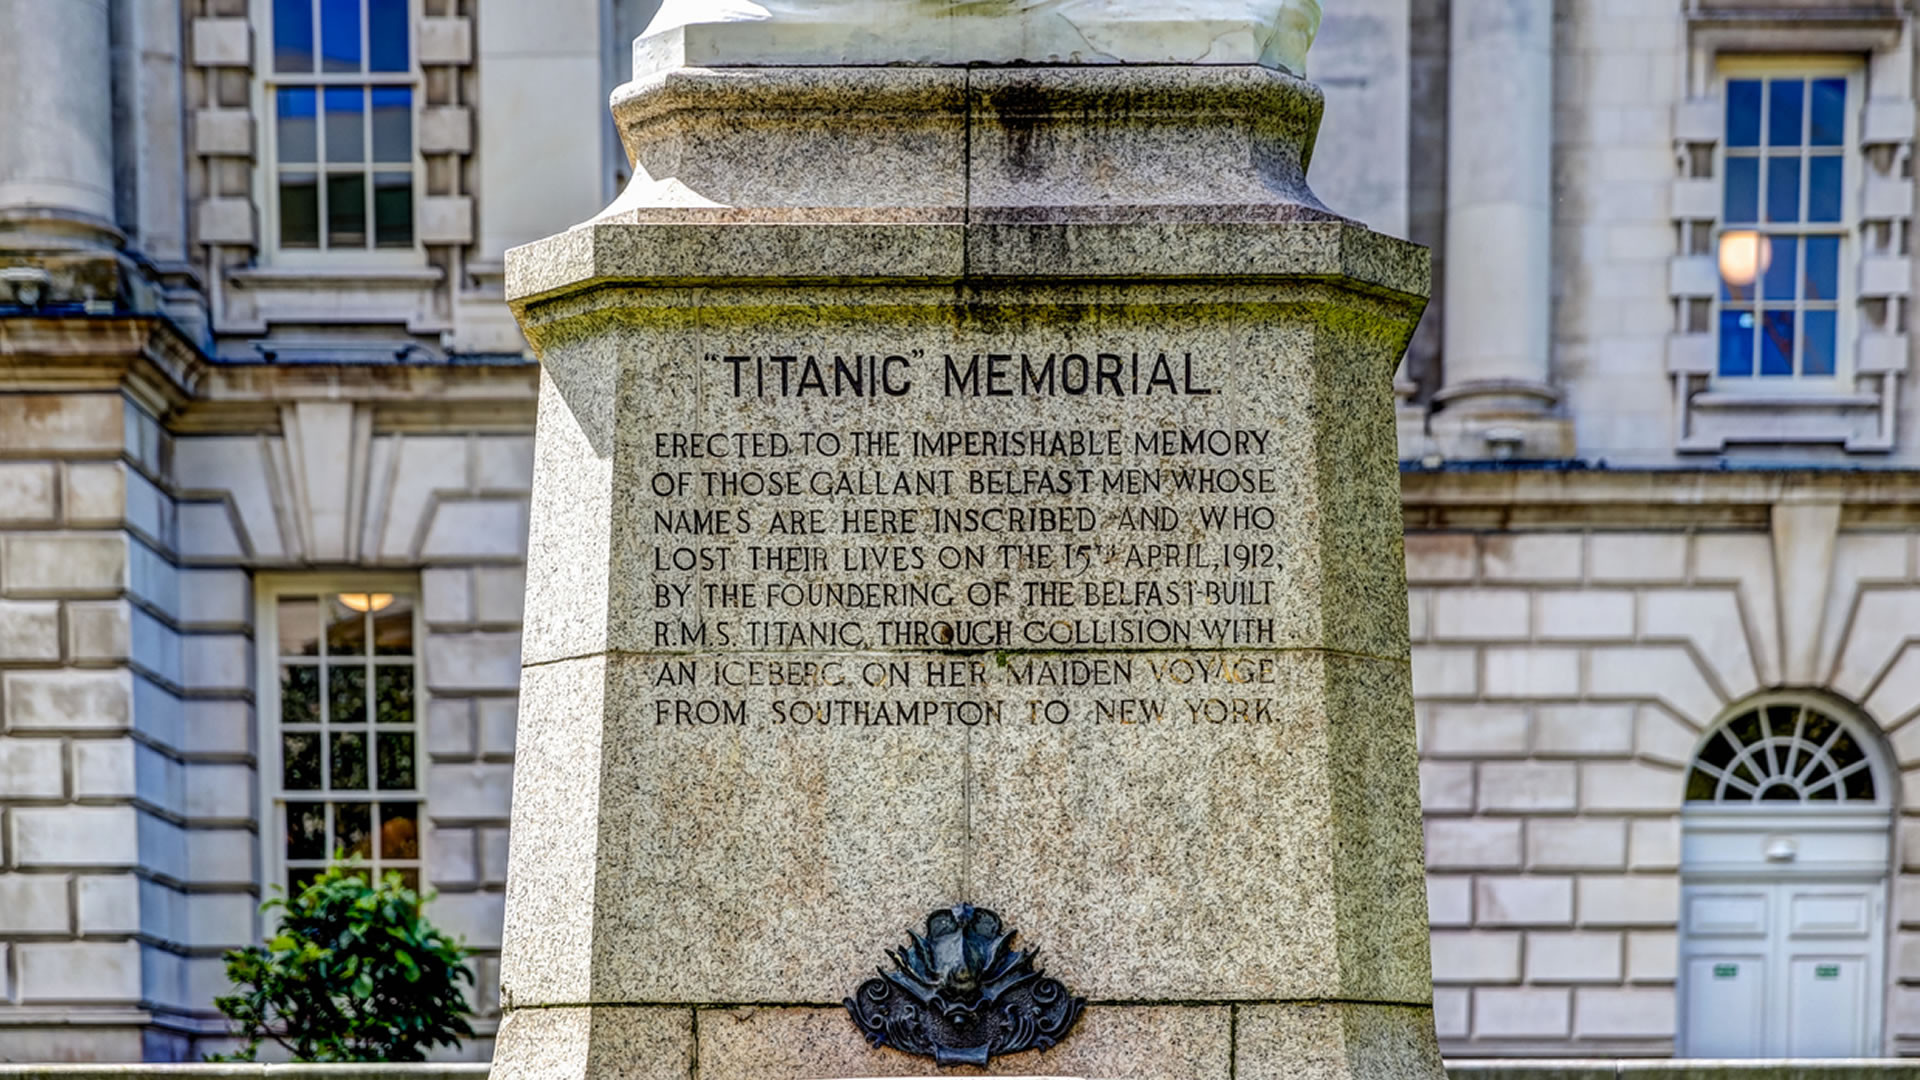 "TITANIC" MEMORIAL
ERECTED TO THE IMPERISHABLE MEMORY
OF THOSE GALLANT BELFAST MEN WHOSE
NAMES ARE HERE INSCRIBED AND WHO
LOST THEIR LIVES ON THE 15TH APRIL, 1912,
BY THE FOUNDERING OF THE BELFAST-BUILT
R.M.S. TITANIC, THROUGH COLLISION WITH
AN ICEBERG, ON HER MAIDEN VOYAGE
FROM SOUTHAMPTON TO NEW YORK.